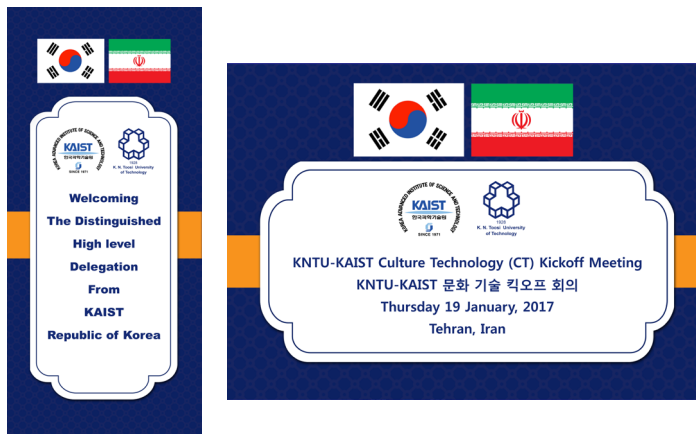 KOREA ADVANCED INSTITUTE OF SCIENCE AND TECHNOLOGY
KAIST
한국과학기술원
SINCE 1971
1928
K. N. Toosi University
of Technology
Welcoming
The Distinguished
High level
Delegation
From
KAIST
Republic of Korea
KOREA ADVANCED INSTITUTE OF SCIENCE AND TECHNOLOGY
KAIST
한국과학기술원
SINCE 1971
1928
K. N. Toosi University
of Technology
KNTU-KAIST Culture Technology (CT) Kickoff Meeting
KNTU-KAIST 문화 기술 킥오프 회의
Thursday 19 January, 2017
Tehran, Iran